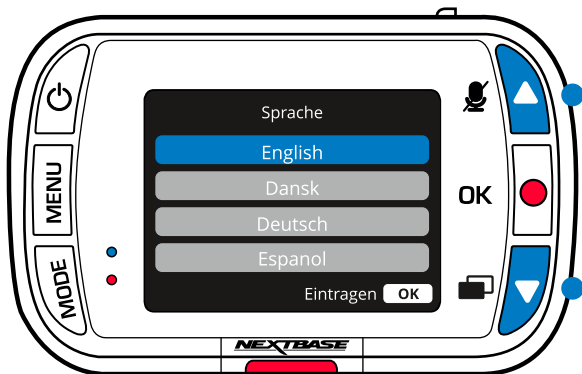 Sprache
English
Dansk
Deutsch
Espanol
Eintragen OK
MENU
MODE
OK
NEXTBASE